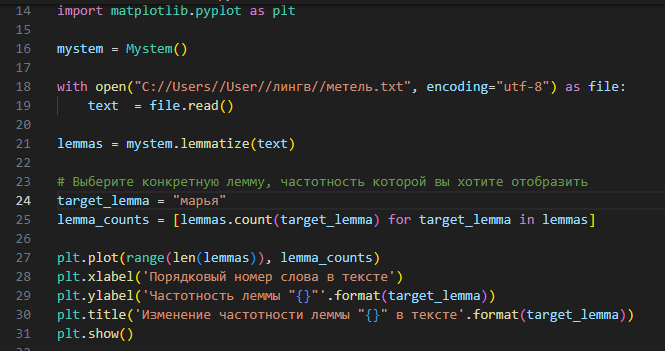 14 import matplotlib.pyplot as plt
15
16 mystem = Mystem()
17
18 with open("C://Users//User//лингв//метель.txt", encoding="utf-8") as file:
19     text  = file.read()
20
21 lemmas = mystem.lemmatize(text)
22
23 # Выберите конкретную лемму, частотность которой вы хотите отобразить
24 target_lemma = "марья"
25 lemma_counts = [lemmas.count(target_lemma) for target_lemma in lemmas]
26
27 plt.plot(range(len(lemmas)), lemma_counts)
28 plt.xlabel('Порядковый номер слова в тексте')
29 plt.ylabel('Частотность леммы "{}"'.format(target_lemma))
30 plt.title('Изменение частотности леммы "{}" в тексте'.format(target_lemma))
31 plt.show()